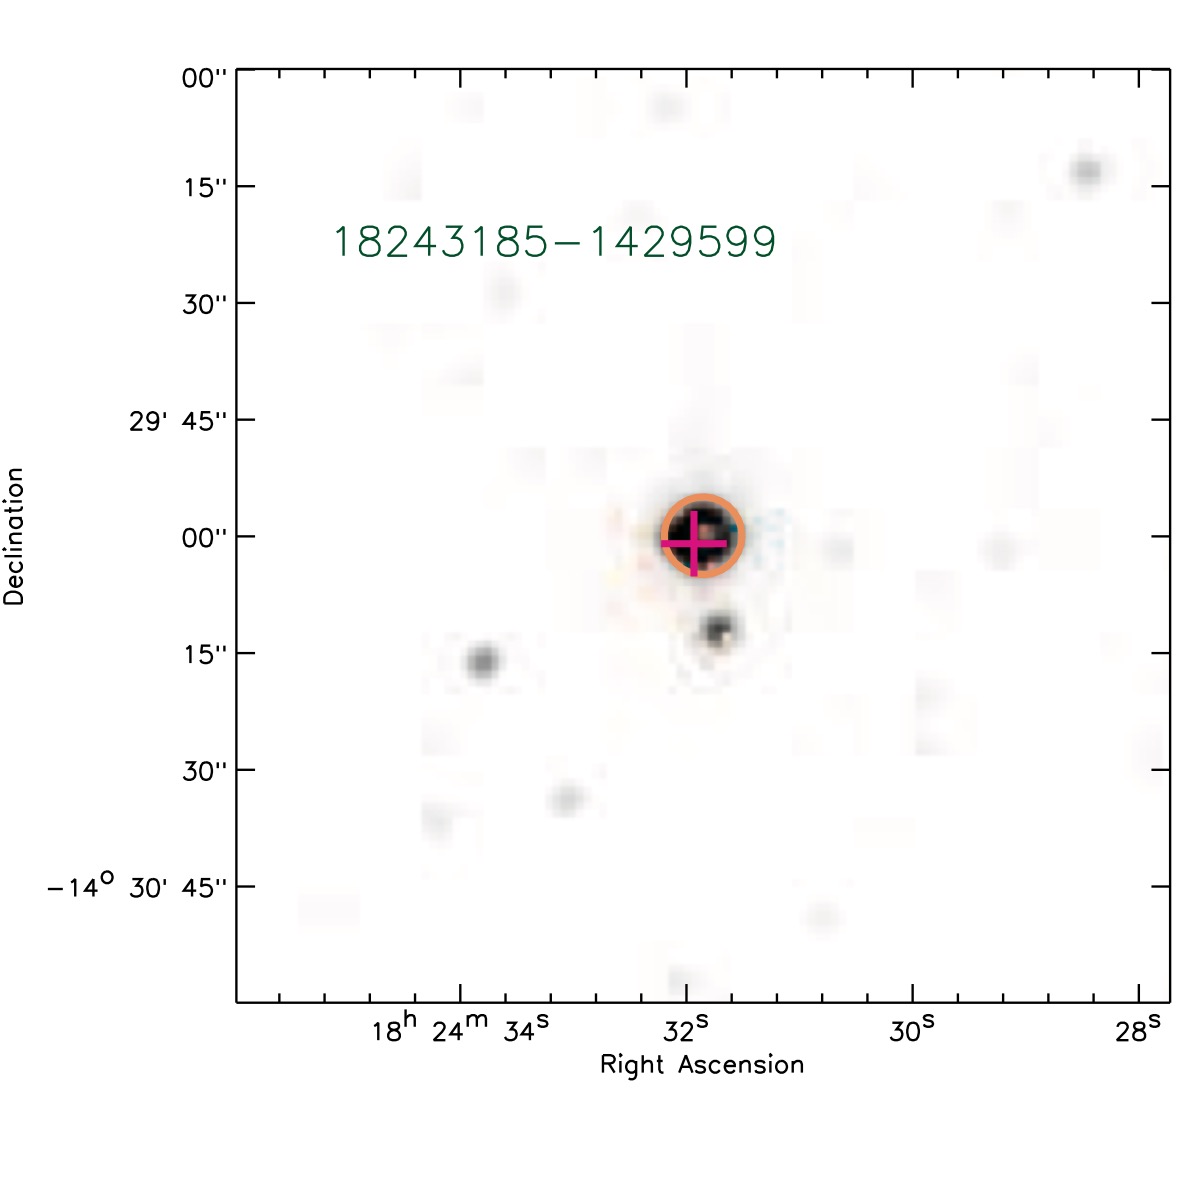 00"
15"
18243185-1429599
30"
29' 45"
00"
15"
30"
-14° 30' 45"
Declination
18h 24m 34s 32s 30s 28s
Right Ascension